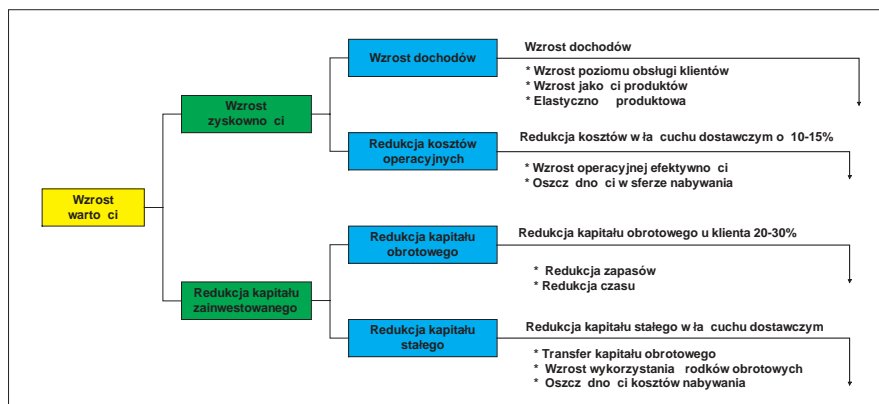 Wzrost dochodów
Wzrost dochodów
* Wzrost poziomu obsługi klientów
* Wzrost jako ci produktów
* Elastyczno produktowa
Wzrost
zyskowno ci
Redukcja kosztów
operacyjnych
Redukcja kosztów w ła cuchu dostawczym o 10-15%
* Wzrost operacyjnej efektywno ci
* Oszcz dno ci w sferze nabywania
Wzrost
warto ci
Redukcja kapitału
obrotowego
Redukcja kapitału obrotowego u klienta 20-30%
* Redukcja zapasów
* Redukcja czasu
Redukcja kapitału
zainwestowanego
Redukcja kapitału
stałego
Redukcja kapitału stałego w ła cuchu dostawczym
* Transfer kapitału obrotowego
* Wzrost wykorzystania rodków obrotowych
* Oszcz dno ci kosztów nabywania